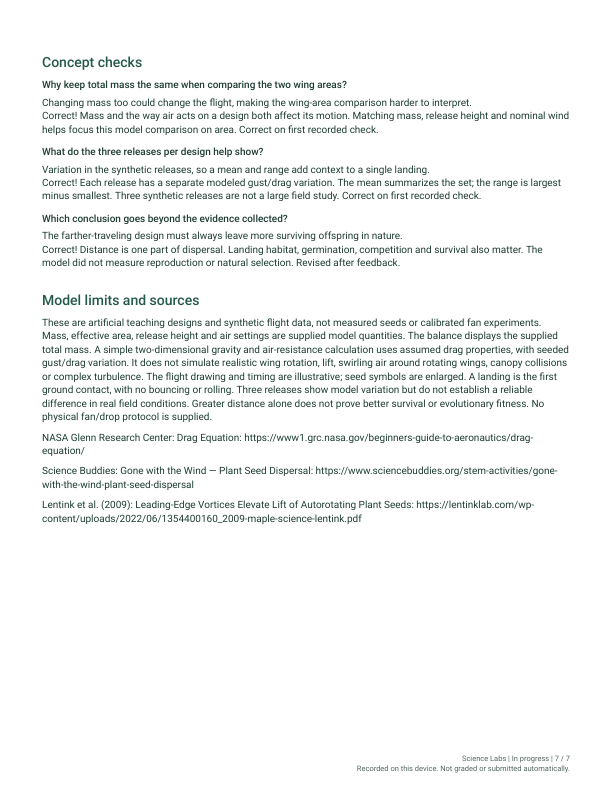 Concept checks
Why keep total mass the same when comparing the two wing areas?
Changing mass too could change the flight, making the wing-area comparison harder to interpret.
Correct! Mass and the way air acts on a design both affect its motion. Matching mass, release height and nominal wind
helps focus this model comparison on area. Correct on first recorded check.
What do the three releases per design help show?
Variation in the synthetic releases, so a mean and range add context to a single landing.
Correct! Each release has a separate modeled gust/drag variation. The mean summarizes the set; the range is largest
minus smallest. Three synthetic releases are not a large field study. Correct on first recorded check.
Which conclusion goes beyond the evidence collected?
The farther-traveling design must always leave more surviving offspring in nature.
Correct! Distance is one part of dispersal. Landing habitat, germination, competition and survival also matter. The
model did not measure reproduction or natural selection. Revised after feedback.
Model limits and sources
These are artificial teaching designs and synthetic flight data, not measured seeds or calibrated fan experiments.
Mass, effective area, release height and air settings are supplied model quantities. The balance displays the supplied
total mass. A simple two-dimensional gravity and air-resistance calculation uses assumed drag properties, with seeded
gust/drag variation. It does not simulate realistic wing rotation, lift, swirling air around rotating wings, canopy collisions
or complex turbulence. The flight drawing and timing are illustrative; seed symbols are enlarged. A landing is the first
ground contact, with no bouncing or rolling. Three releases show model variation but do not establish a reliable
difference in real field conditions. Greater distance alone does not prove better survival or evolutionary fitness. No
physical fan/drop protocol is supplied.
NASA Glenn Research Center: Drag Equation: https://www1.grc.nasa.gov/beginners-guide-to-aeronautics/drag-
equation/
Science Buddies: Gone with the Wind — Plant Seed Dispersal: https://www.sciencebuddies.org/stem-activities/gone-
with-the-wind-plant-seed-dispersal
Lentink et al. (2009): Leading-Edge Vortices Elevate Lift of Autorotating Plant Seeds: https://lentinklab.com/wp-
content/uploads/2022/06/1354400160_2009-maple-science-lentink.pdf
Science Labs | In progress | 7 / 7
Recorded on this device. Not graded or submitted automatically.